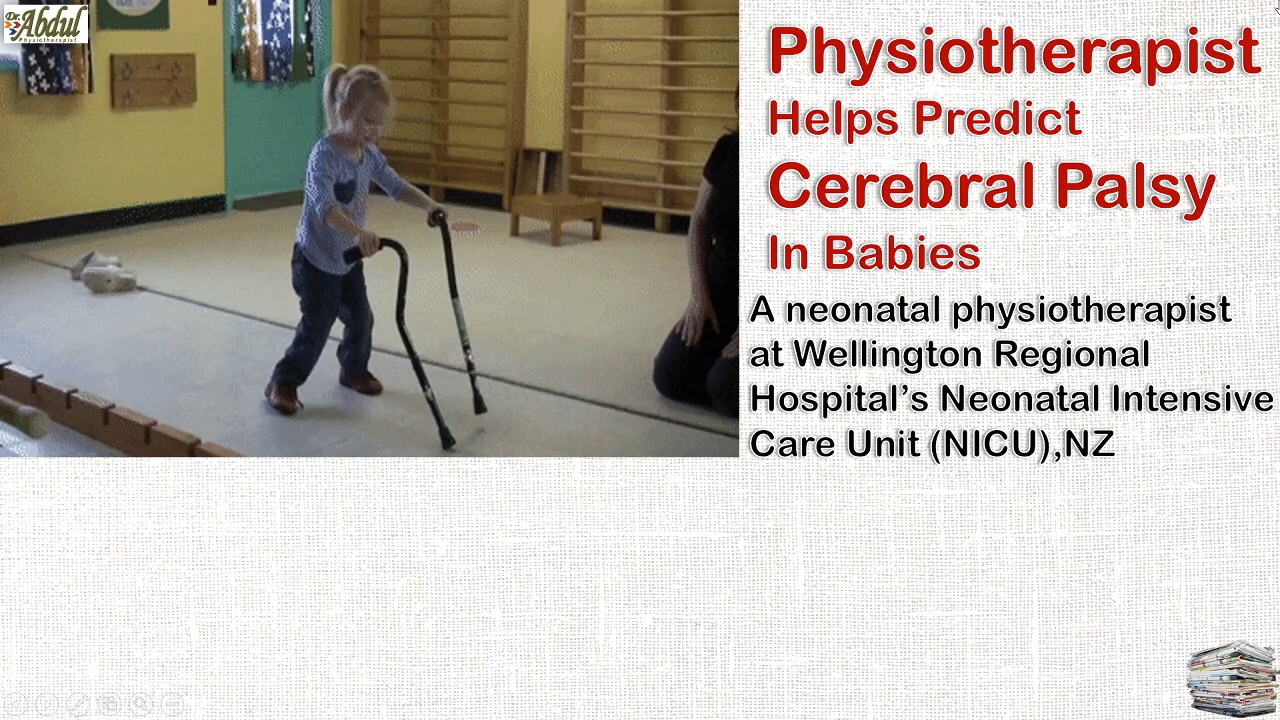 Dr. Abdul
Physiotherapist
Physiotherapist
Helps Predict
Cerebral Palsy
In Babies
A neonatal physiotherapist
at Wellington Regional
Hospital’s Neonatal Intensive
Care Unit (NICU),NZ